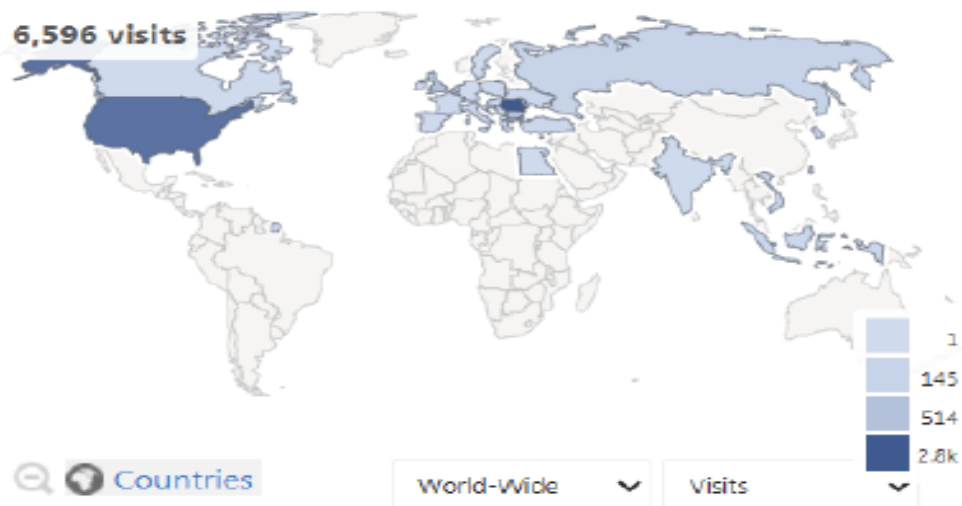 6,596 visits
1
145
514
2.8k
Countries
World-Wide
Visits